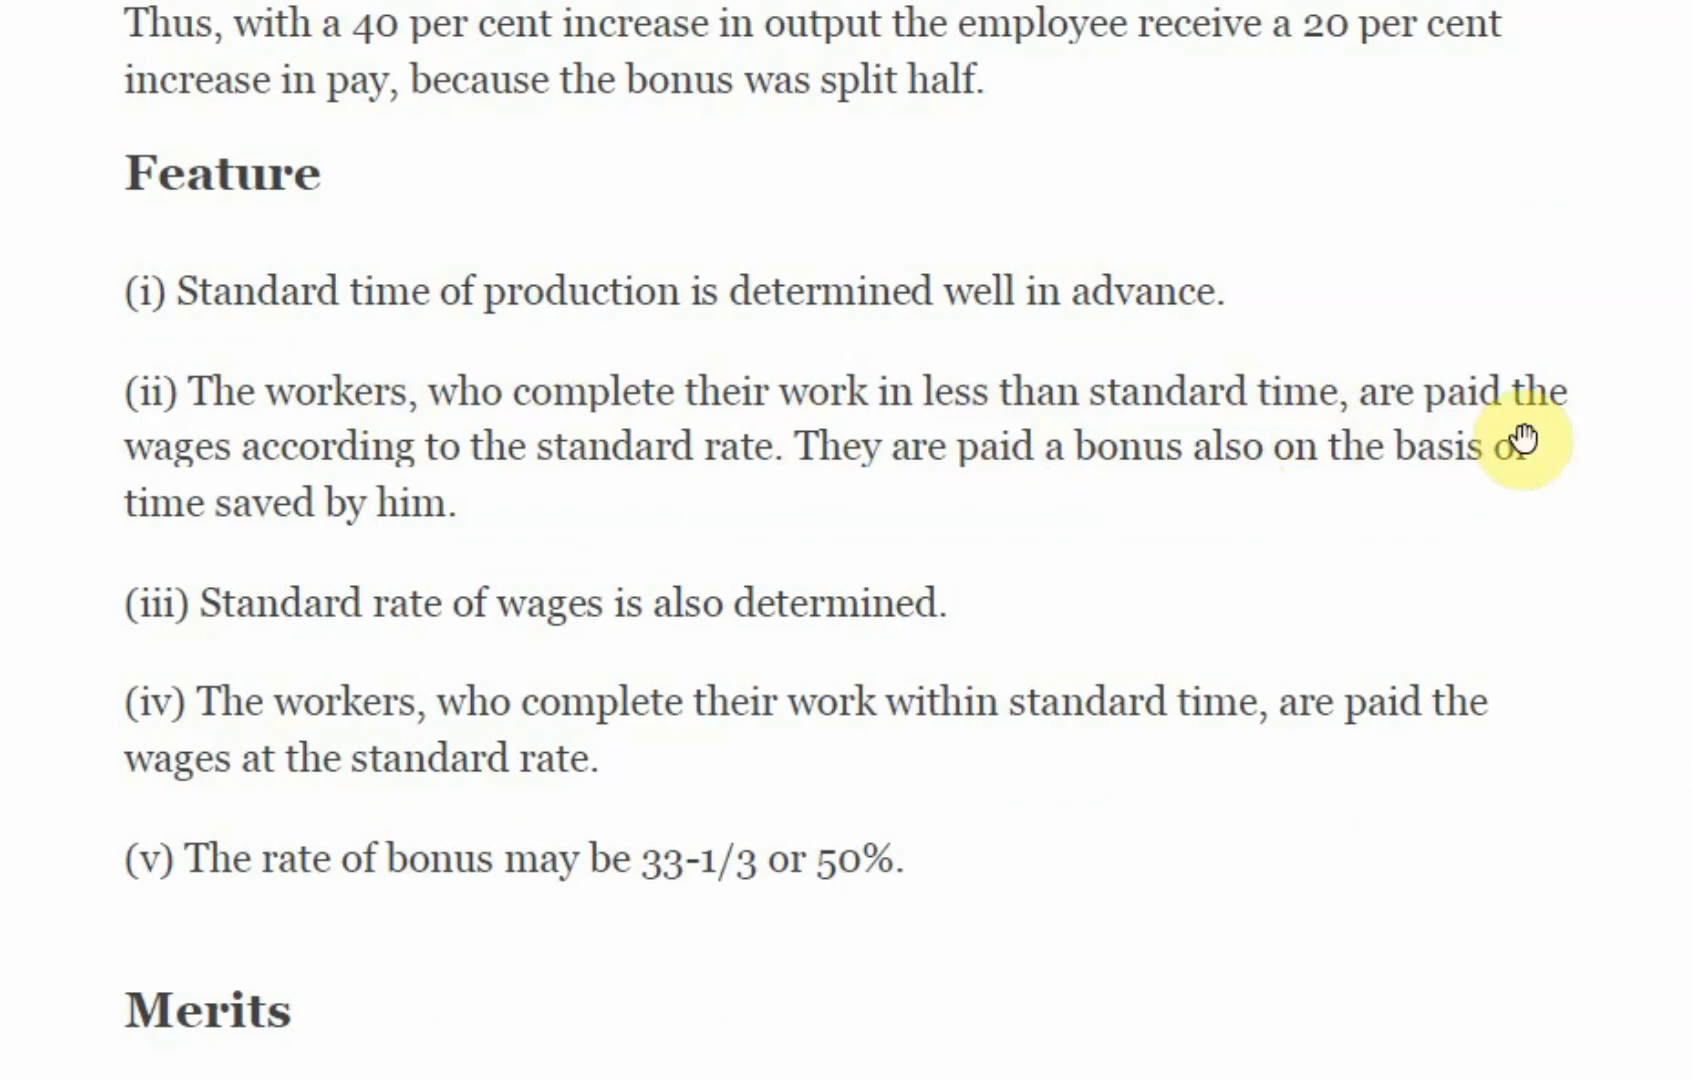 Thus, with a 40 per cent increase in output the employee receive a 20 per cent
increase in pay, because the bonus was split half.
Feature
(i) Standard time of production is determined well in advance.
(ii) The workers, who complete their work in less than standard time, are paid the
wages according to the standard rate. They are paid a bonus also on the basis of
time saved by him.
(iii) Standard rate of wages is also determined.
(iv) The workers, who complete their work within standard time, are paid the
wages at the standard rate.
(v) The rate of bonus may be 33-1/3 or 50%.
Merits